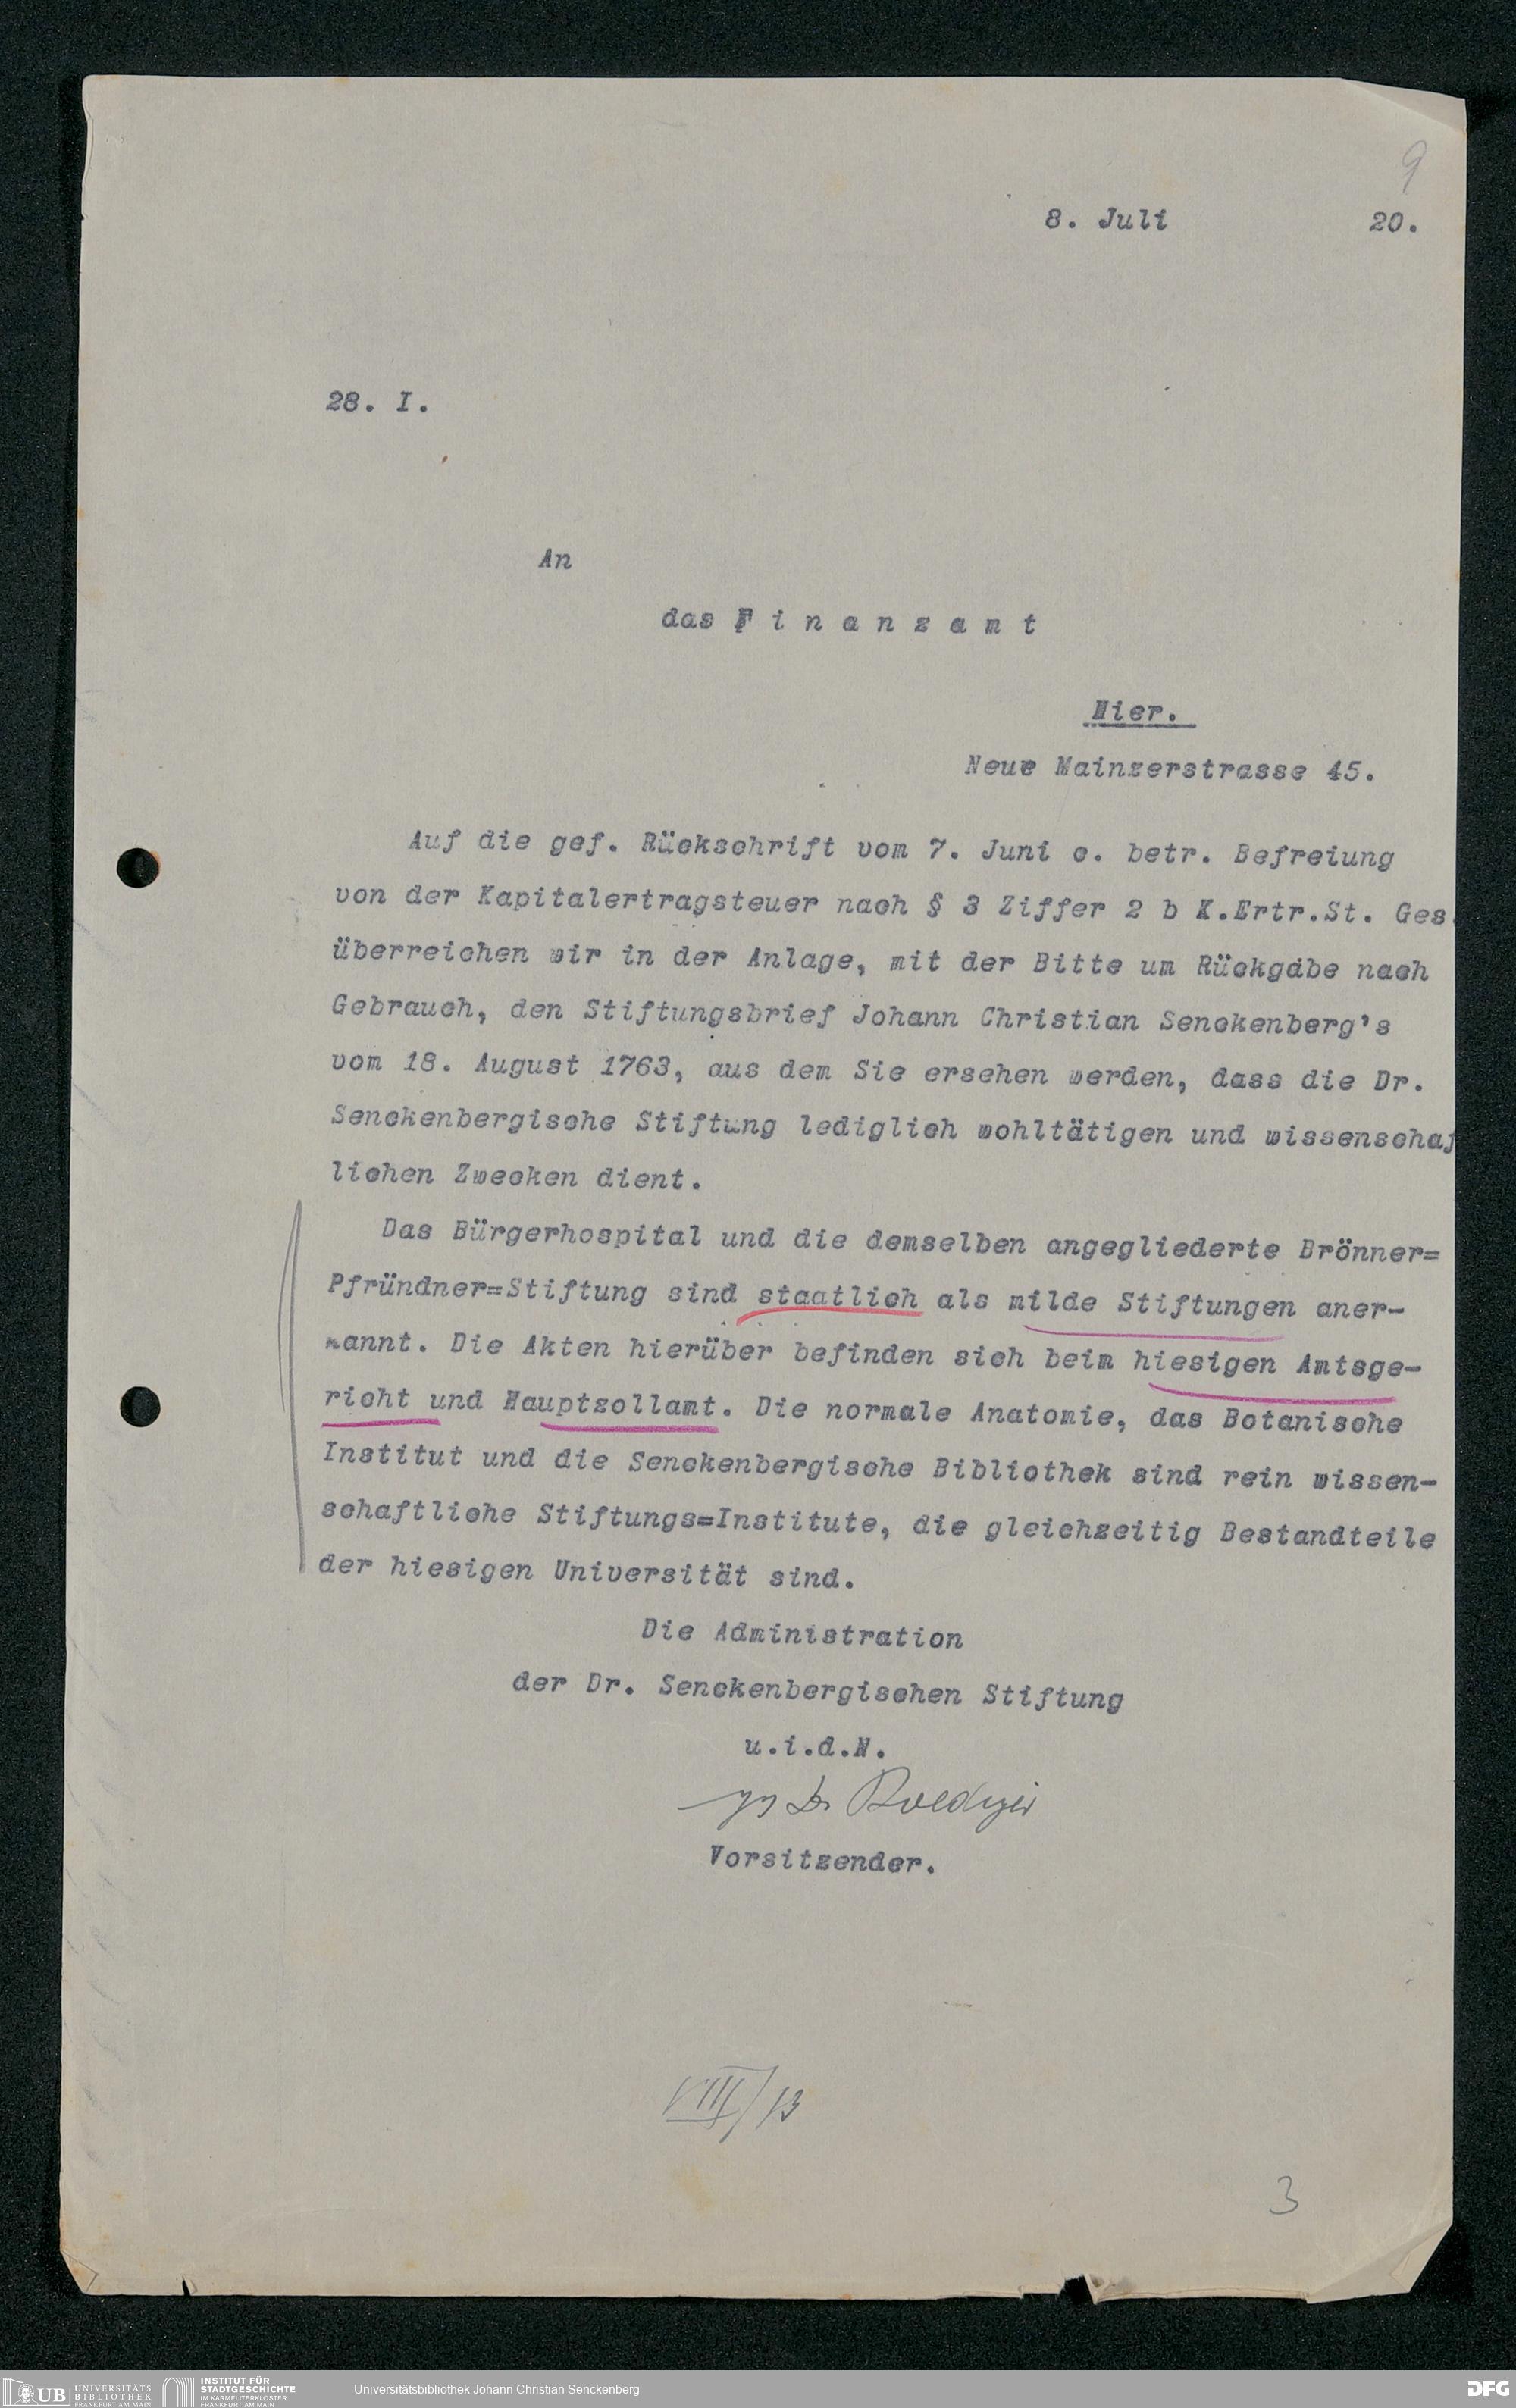 9
8. Juli 20.
28. I.
An
das Finanzamt
Hier.
Neue Mainzerstrasse 45.
Auf die gef. Rückschrift vom 7. Juni c. betr. Befreiung
von der Kapitalertragsteuer nach § 3 Ziffer 2 b K.Ertr.St. Ges.
überreichen wir in der Anlage, mit der Bitte um Rückgabe nach
Gebrauch, den Stiftungsbrief Johann Christian Senckenberg's
vom 18. August 1763, aus dem Sie ersehen werden, dass die Dr.
Senckenbergische Stiftung lediglich wohltätigen und wissenschaf
lichen Zwecken dient.
Das Bürgerhospital und die demselben angegliederte Brönner=
Pfründner=Stiftung sind staatlich als milde Stiftungen aner-
kannt. Die Akten hierüber befinden sich beim hiesigen Amtsge-
richt und Hauptzollamt. Die normale Anatomie, das Botanische
Institut und die Senckenbergische Bibliothek sind rein wissen-
schaftliche Stiftungs=Institute, die gleichzeitig Bestandteile
der hiesigen Universität sind.
Die Administration
der Dr. Senckenbergischen Stiftung
u.i.d.N.
Dr Roediger
Vorsitzender.
VIII/13
3
UB UNIVERSITÄTS
BIBLIOTHEK
FRANKFURT AM MAIN
INSTITUT FÜR
STADTGESCHICHTE
IM KARMELITERKLOSTER
FRANKFURT AM MAIN
Universitätsbibliothek Johann Christian Senckenberg
DFG